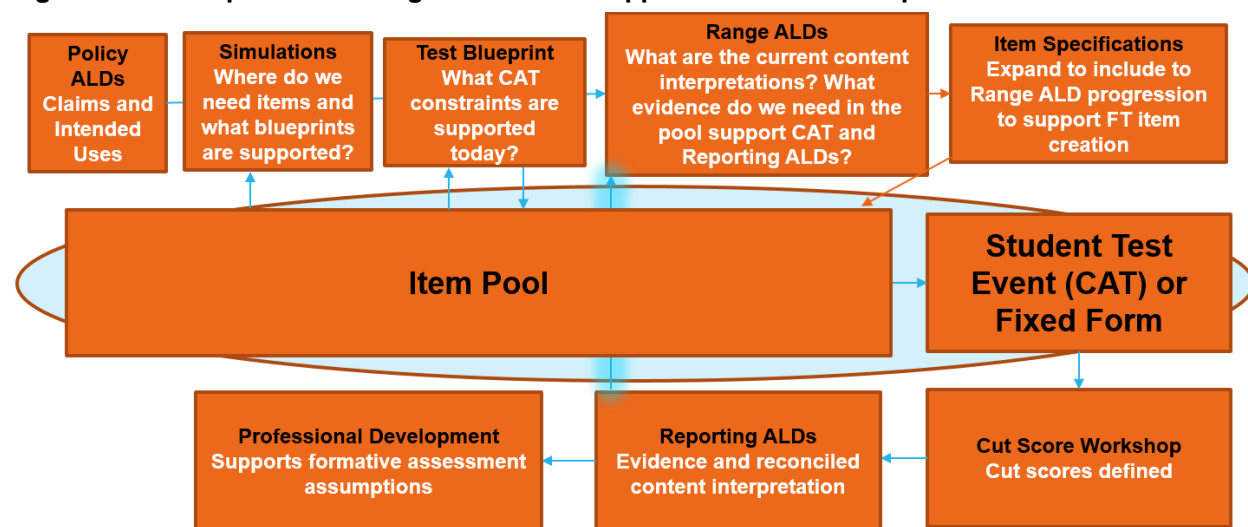 Policy
ALDs
Claims and
Intended
Uses
Simulations
Where do we
need items and
what blueprints
are supported?
Test Blueprint
What CAT
constraints are
supported
today?
Range ALDs
What are the current content
interpretations? What
evidence do we need in the
pool support CAT and
Reporting ALDs?
Item Specifications
Expand to include to
Range ALD progression
to support FT item
creation
Item Pool
Student Test
Event (CAT) or
Fixed Form
Professional Development
Supports formative assessment
assumptions
Reporting ALDs
Evidence and reconciled
content interpretation
Cut Score Workshop
Cut scores defined